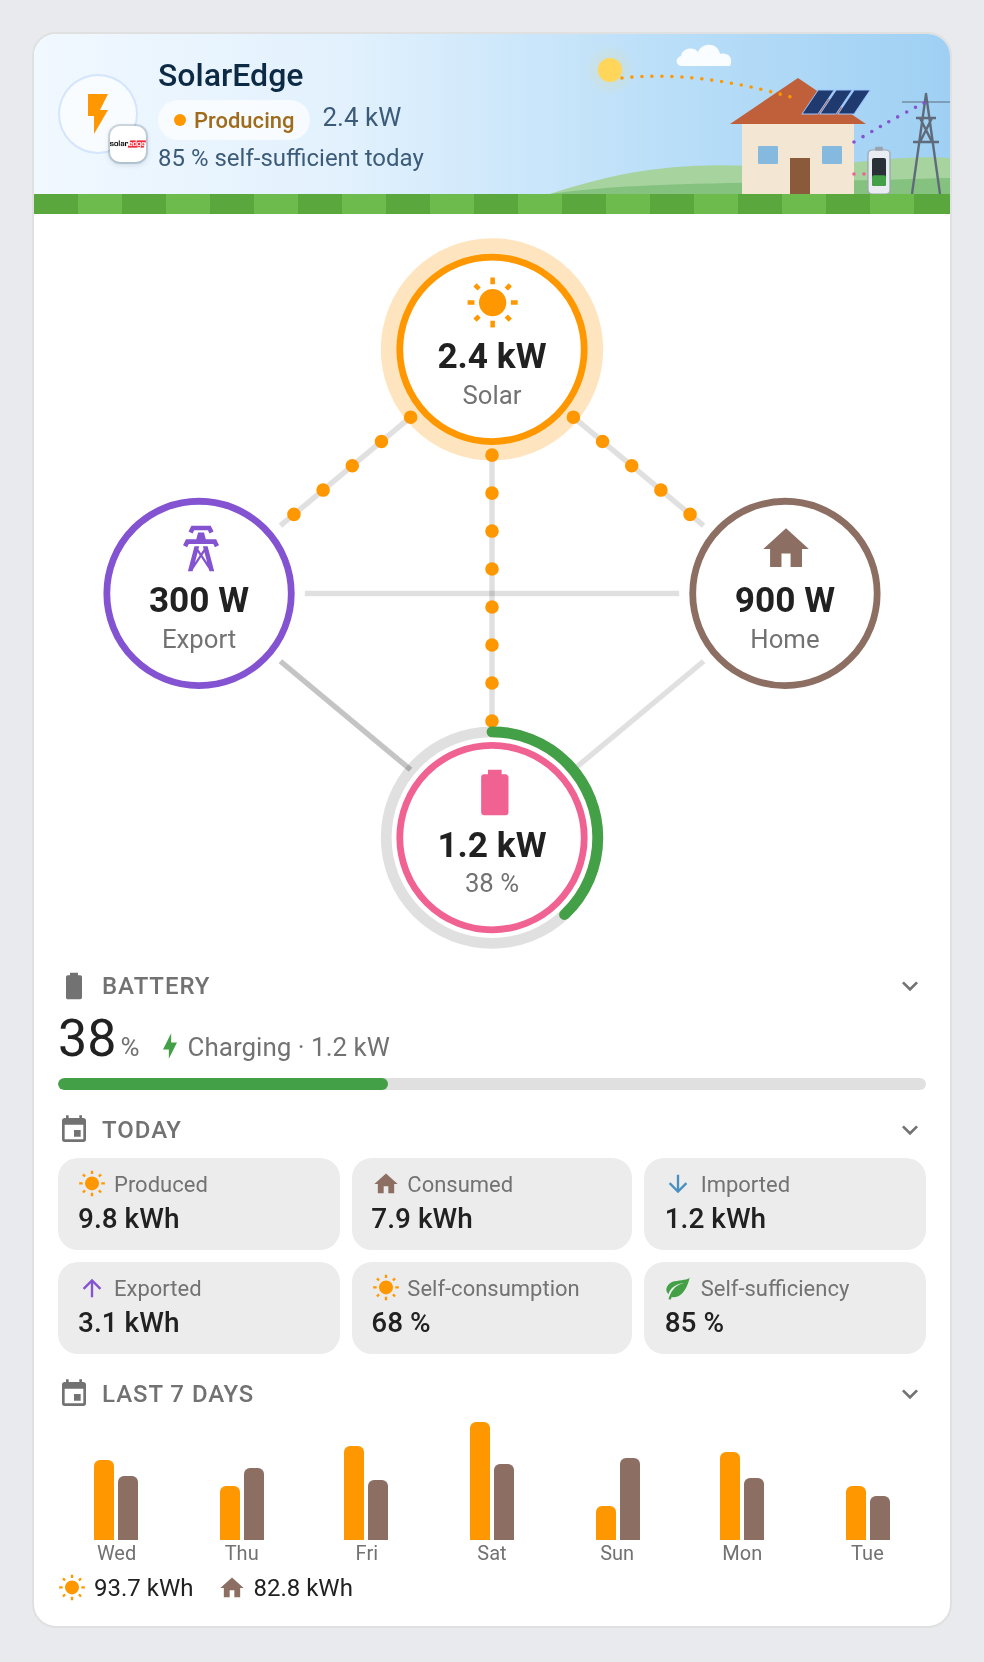 SolarEdge
Producing 2.4 kW
solaredge
85 % self-sufficient today
2.4 kW
Solar
300 W
Export
900 W
Home
1.2 kW
38 %
BATTERY
38 % Charging · 1.2 kW
TODAY
Produced
9.8 kWh
Consumed
7.9 kWh
Imported
1.2 kWh
Exported
3.1 kWh
Self-consumption
68 %
Self-sufficiency
85 %
LAST 7 DAYS
Wed Thu Fri Sat Sun Mon Tue
93.7 kWh 82.8 kWh